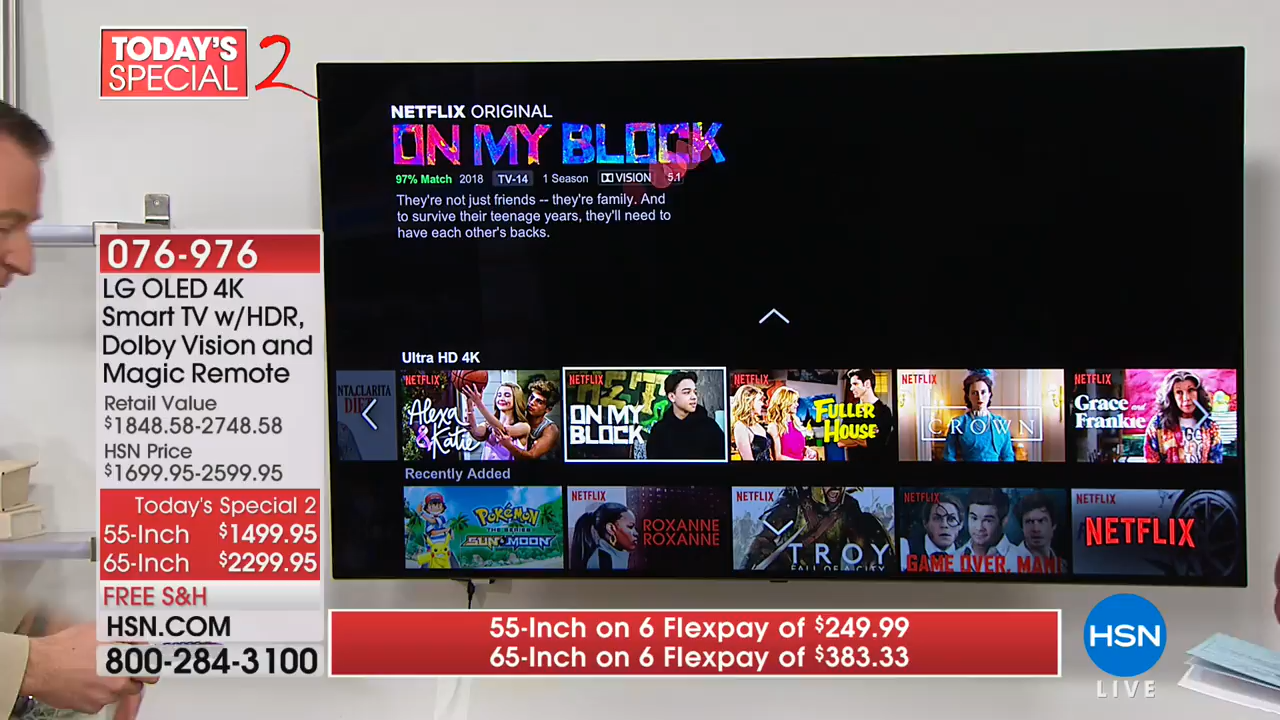 TODAY'S
SPECIAL 2
NETFLIX ORIGINAL
ON MY BLOCK
97% Match 2018 TV-14 1 Season DD VISION 5.1
They're not just friends -- they're family. And
to survive their teenage years, they'll need to
have each other's backs.
076-976
LG OLED 4K
Smart TV w/HDR,
Dolby Vision and
Magic Remote
Retail Value
$1848.58-2748.58
HSN Price
$1699.95-2599.95
Today's Special 2
55-Inch $1499.95
65-Inch $2299.95
FREE S&H
HSN.COM
800-284-3100
Ultra HD 4K
NTA CLARITA
DIE
NETFLIX
Alexa
& Katie
NETFLIX
ON MY
BLOCK
NETFLIX
FULLER
HOUSE
NETFLIX
CROWN
NETFLIX
Grace and
Frankie
Recently Added
Pokémon
THE SERIES
SUN & MOON
NETFLIX
ROXANNE
ROXANNE
NETFLIX
TROY
FALL OF A CITY
NETFLIX
GAME OVER, MAN!
NETFLIX
NETFLIX
55-Inch on 6 Flexpay of $249.99
65-Inch on 6 Flexpay of $383.33
HSN
LIVE